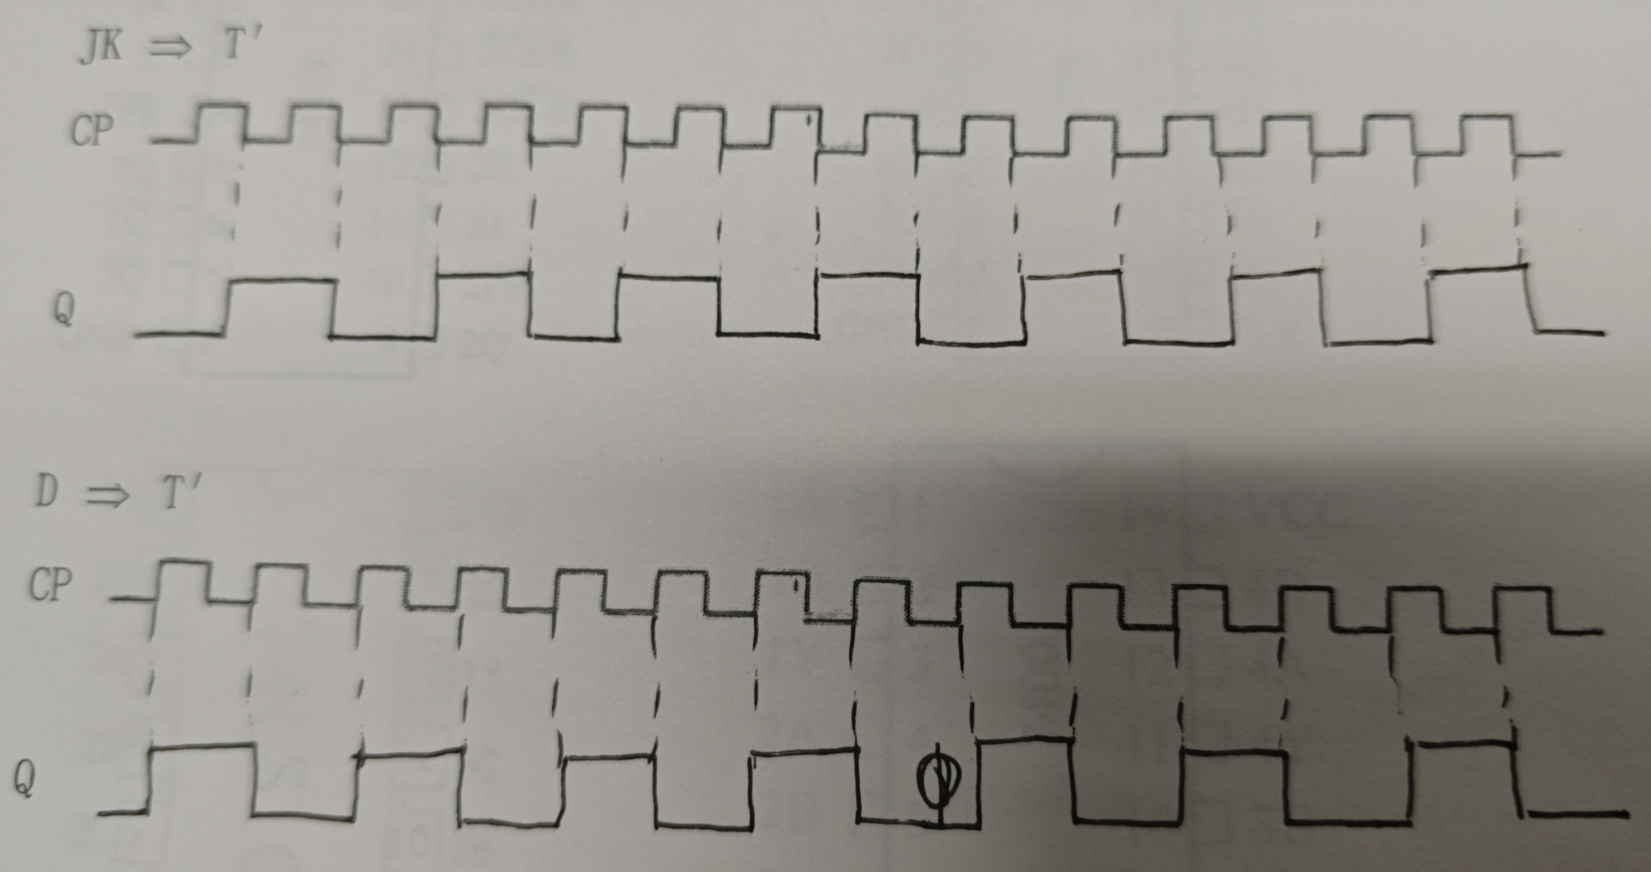 JK ⇒ T′
CP
Q
D ⇒ T′
CP
Q